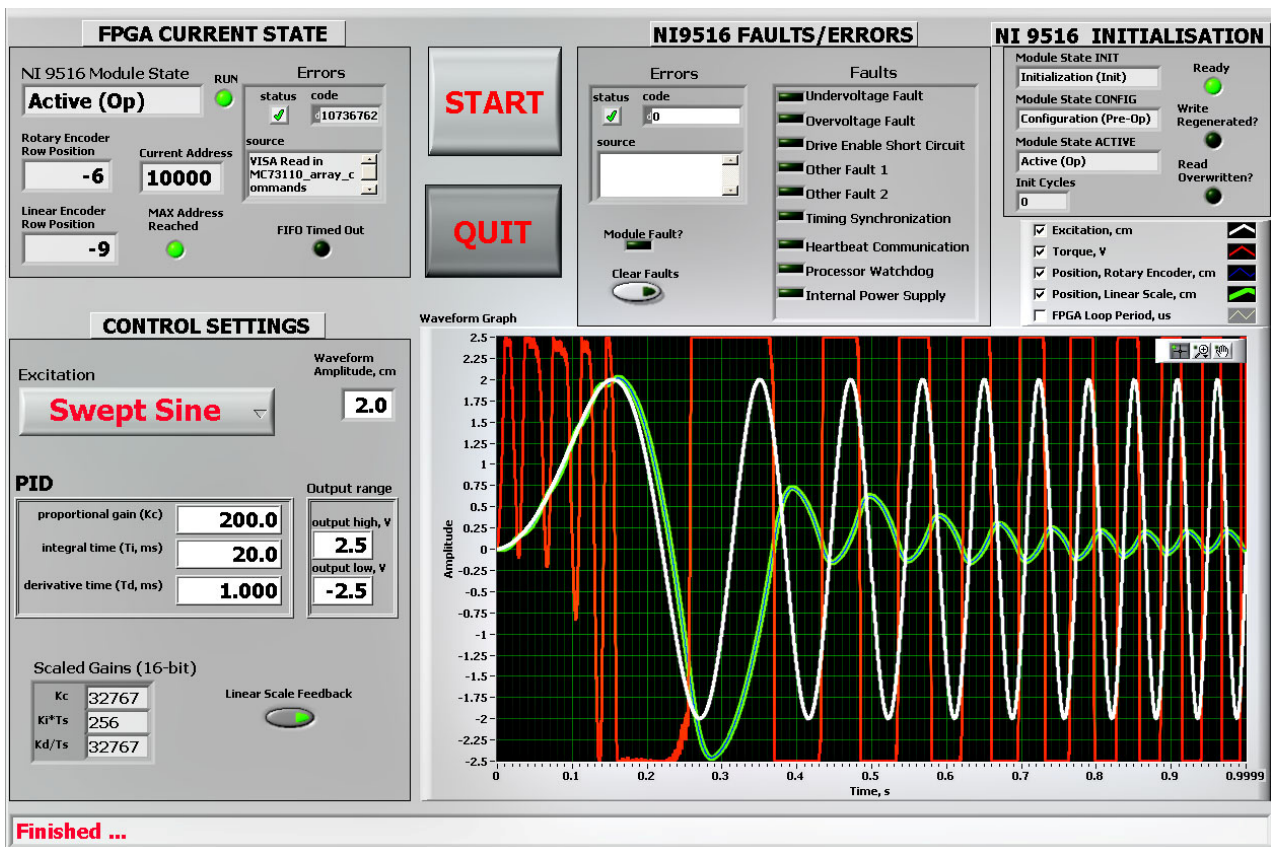 FPGA CURRENT STATE
NI 9516 Module State
Active (Op)
RUN
Errors
status code
d 10736762
source
VISA Read in
MC73110_array_c
ommands
Rotary Encoder
Row Position
-6
Current Address
10000
Linear Encoder
Row Position
-9
MAX Address
Reached
FIFO Timed Out
START
QUIT
NI9516 FAULTS/ERRORS
Errors
status code
d 0
source
Module Fault?
Clear Faults
Faults
Undervoltage Fault
Overvoltage Fault
Drive Enable Short Circuit
Other Fault 1
Other Fault 2
Timing Synchronization
Heartbeat Communication
Processor Watchdog
Internal Power Supply
NI 9516 INITIALISATION
Module State INIT
Initialization (Init)
Module State CONFIG
Configuration (Pre-Op)
Module State ACTIVE
Active (Op)
Init Cycles
0
Ready
Write
Regenerated?
Read
Overwritten?
Excitation, cm
Torque, V
Position, Rotary Encoder, cm
Position, Linear Scale, cm
FPGA Loop Period, us
CONTROL SETTINGS
Excitation
Swept Sine
Waveform
Amplitude, cm
2.0
PID
proportional gain (Kc)
200.0
integral time (Ti, ms)
20.0
derivative time (Td, ms)
1.000
Output range
output high, V
2.5
output low, V
-2.5
Scaled Gains (16-bit)
Kc 32767
Ki*Ts 256
Kd/Ts 32767
Linear Scale Feedback
Waveform Graph
Amplitude
2.5
2.25
2
1.75
1.5
1.25
1
0.75
0.5
0.25
0
-0.25
-0.5
-0.75
-1
-1.25
-1.5
-1.75
-2
-2.25
-2.5
0 0.1 0.2 0.3 0.4 0.5 0.6 0.7 0.8 0.9 0.9999
Time, s
Finished ...